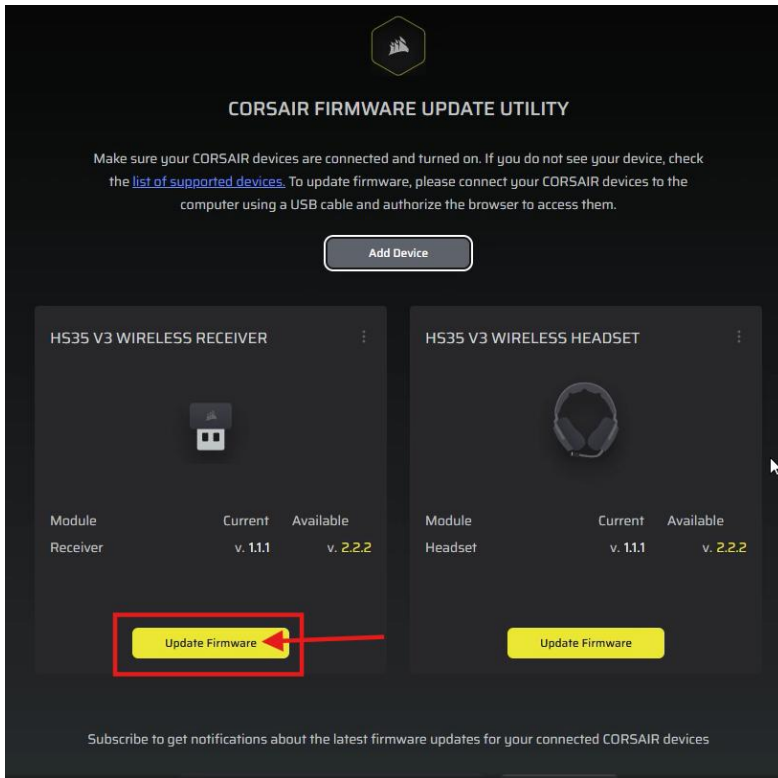 CORSAIR FIRMWARE UPDATE UTILITY
Make sure your CORSAIR devices are connected and turned on. If you do not see your device, check
the list of supported devices. To update firmware, please connect your CORSAIR devices to the
computer using a USB cable and authorize the browser to access them.
Add Device
HS35 V3 WIRELESS RECEIVER
Module Current Available
Receiver v. 1.1.1 v. 2.2.2
Update Firmware
HS35 V3 WIRELESS HEADSET
Module Current Available
Headset v. 1.1.1 v. 2.2.2
Update Firmware
Subscribe to get notifications about the latest firmware updates for your connected CORSAIR devices